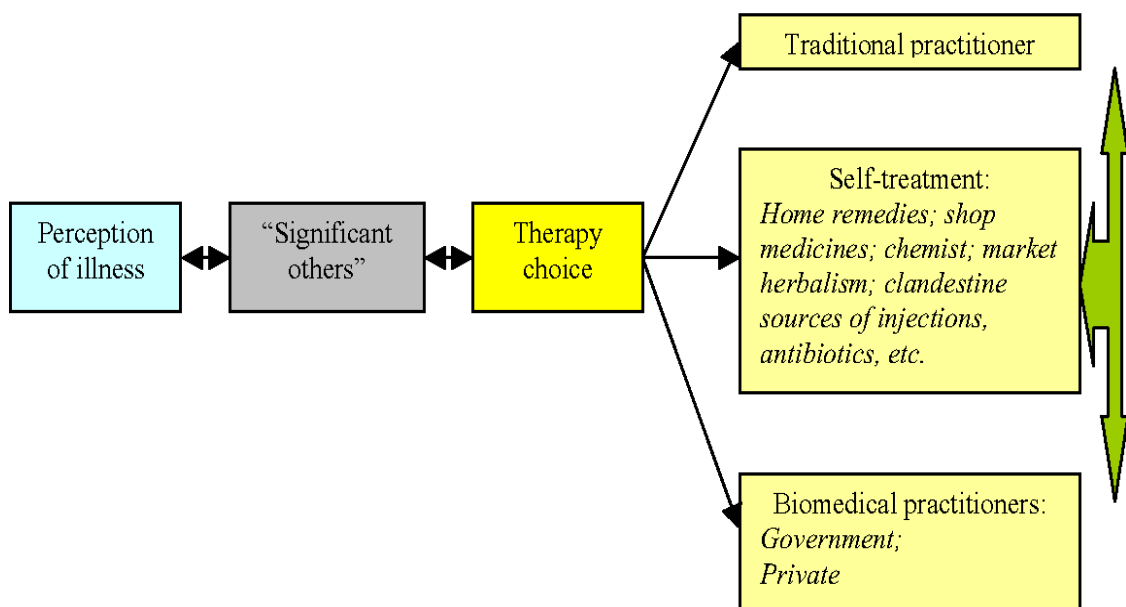 Traditional practitioner
Self-treatment:
Home remedies; shop
medicines; chemist; market
herbalism; clandestine
sources of injections,
antibiotics, etc.
Perception
of illness
“Significant
others”
Therapy
choice
Biomedical practitioners:
Government;
Private